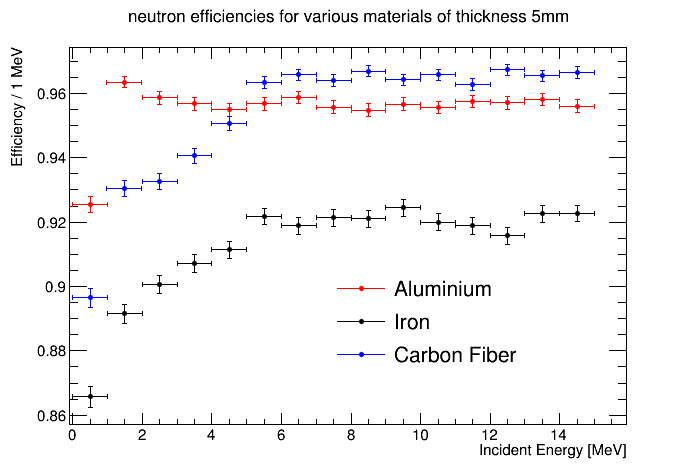 neutron efficiencies for various materials of thickness 5mm
Efficiency / 1 MeV
0.96
0.94
0.92
0.9
0.88
0.86
Aluminium
Iron
Carbon Fiber
0 2 4 6 8 10 12 14
Incident Energy [MeV]